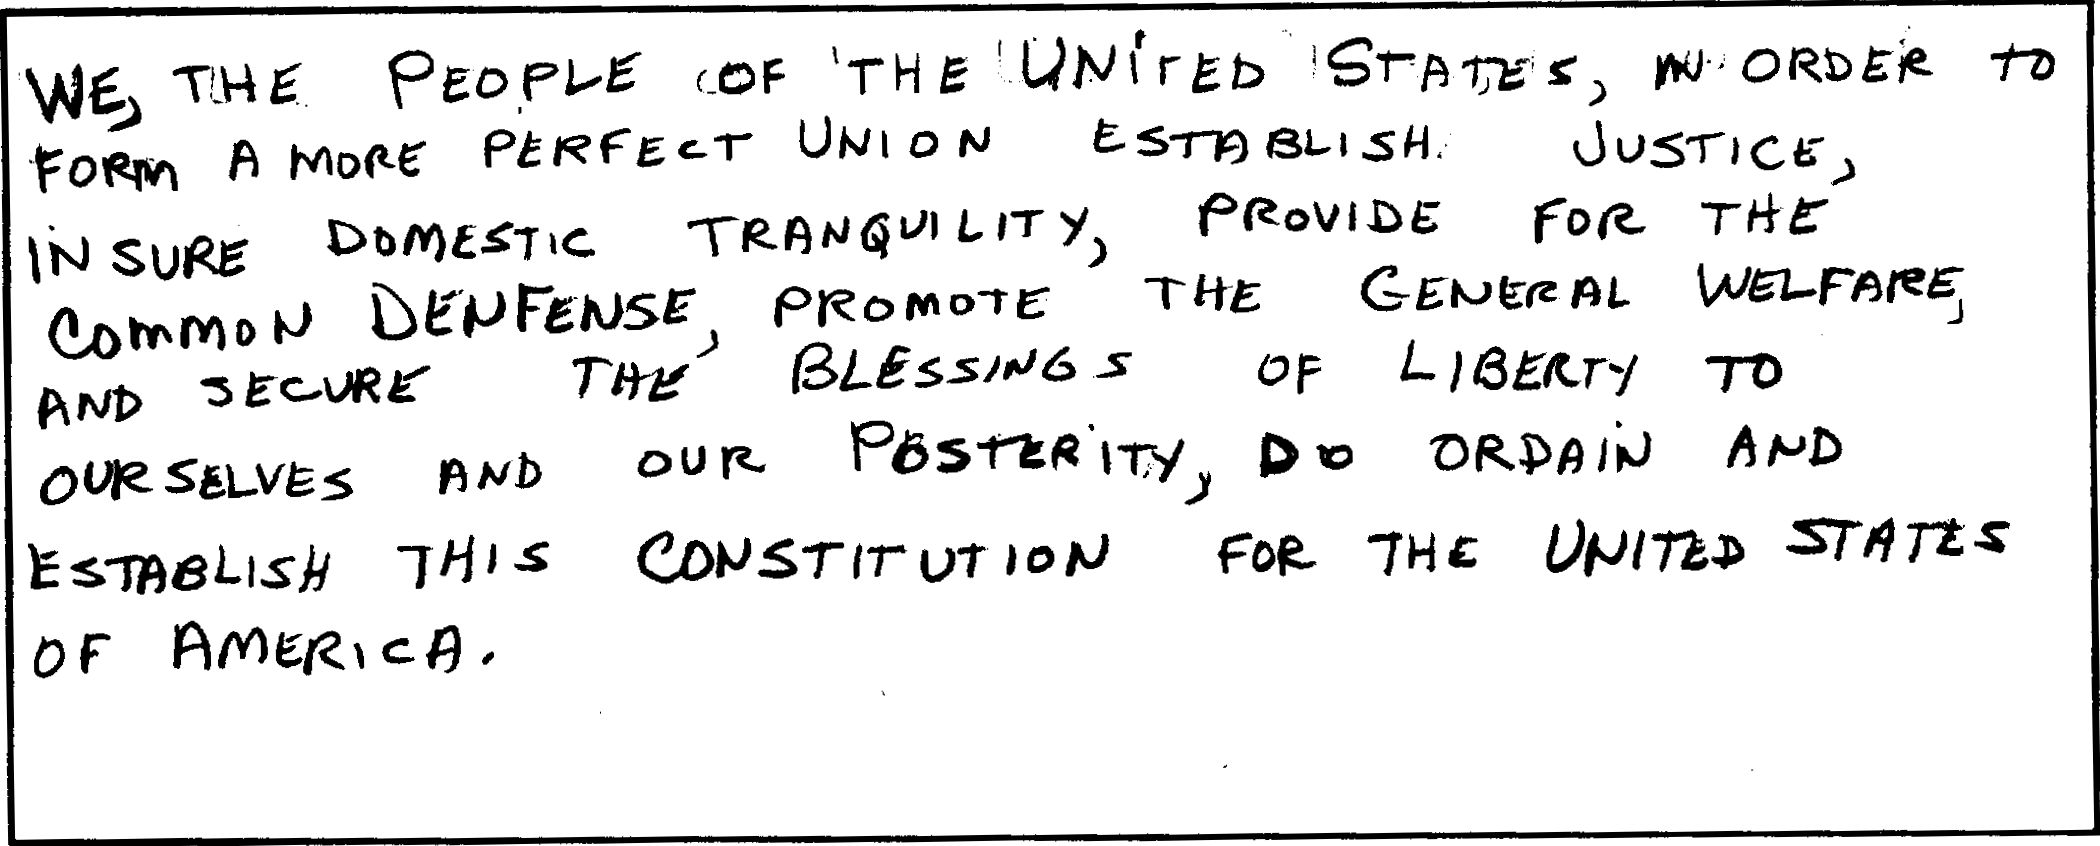 WE, THE PEOPLE OF THE UNITED STATES, IN ORDER TO
FORM A MORE PERFECT UNION ESTABLISH JUSTICE,
INSURE DOMESTIC TRANQUILITY, PROVIDE FOR THE
COMMON DENFENSE, PROMOTE THE GENERAL WELFARE,
AND SECURE THE BLESSINGS OF LIBERTY TO
OURSELVES AND OUR POSTERITY, DO ORDAIN AND
ESTABLISH THIS CONSTITUTION FOR THE UNITED STATES
OF AMERICA.